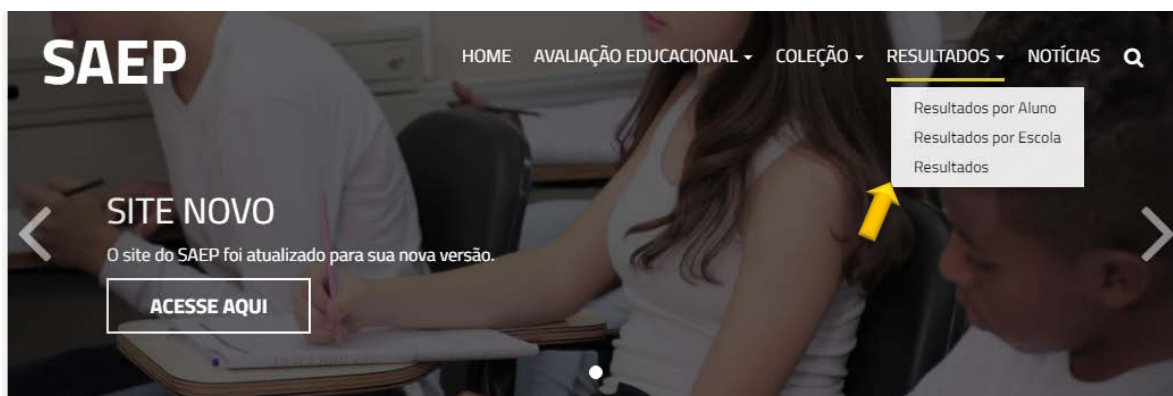 SAEP
HOME AVALIAÇÃO EDUCACIONAL COLEÇÃO RESULTADOS NOTÍCIAS
Resultados por Aluno
Resultados por Escola
Resultados
SITE NOVO
O site do SAEP foi atualizado para sua nova versão.
ACESSE AQUI